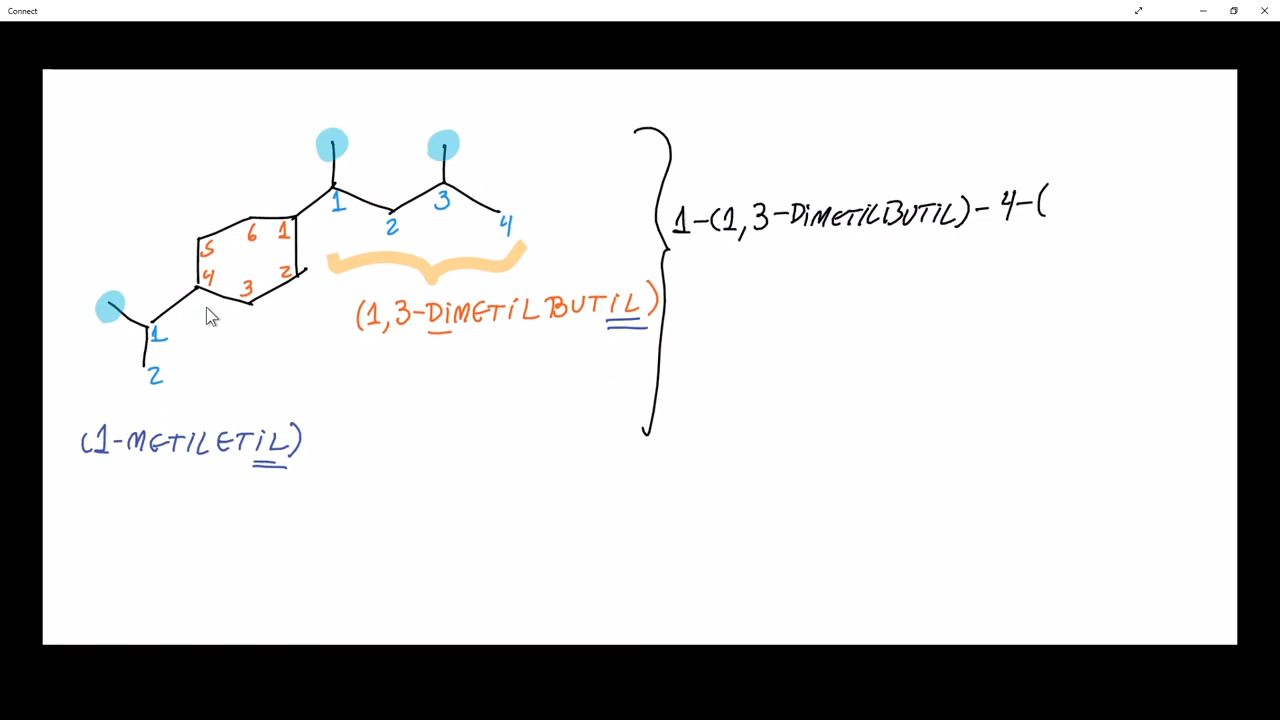 Connect
1 2 3 4
6 1
5
4 3 2
1
2
(1,3-DiMETiLBUTiL)
(1-METiLETiL)
1-(1,3-DiMETiLBUTiL)-4-(